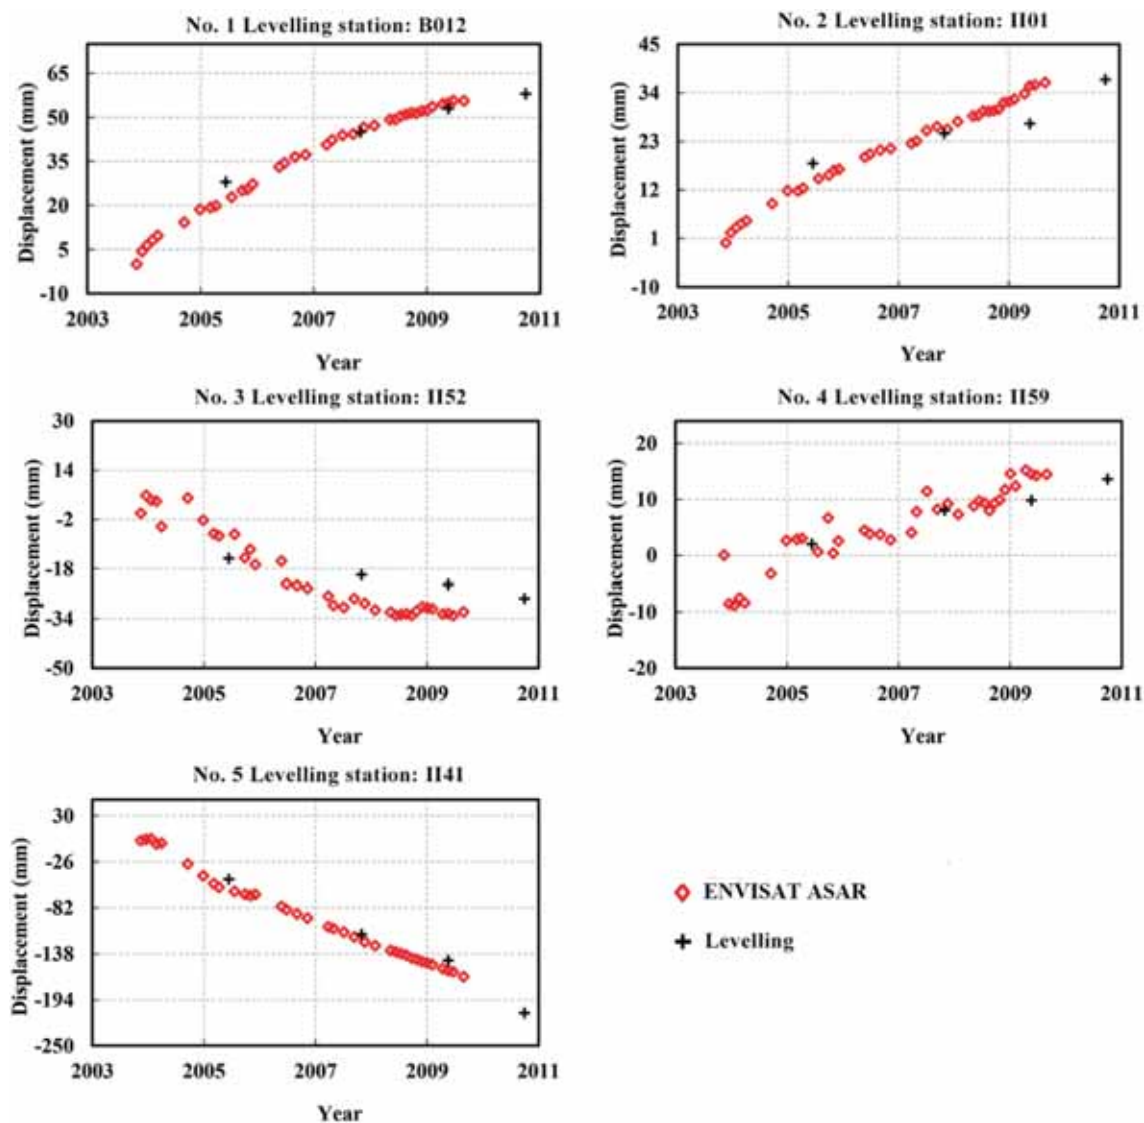 No. 1 Levelling station: B012
Displacement (mm)
65
50
35
20
5
-10
2003 2005 2007 2009 2011
Year
No. 2 Levelling station: II01
Displacement (mm)
45
34
23
12
1
-10
2003 2005 2007 2009 2011
Year
No. 3 Levelling station: II52
Displacement (mm)
30
14
-2
-18
-34
-50
2003 2005 2007 2009 2011
Year
No. 4 Levelling station: II59
Displacement (mm)
20
10
0
-10
-20
2003 2005 2007 2009 2011
Year
No. 5 Levelling station: II41
Displacement (mm)
30
-26
-82
-138
-194
-250
2003 2005 2007 2009 2011
Year
ENVISAT ASAR
Levelling